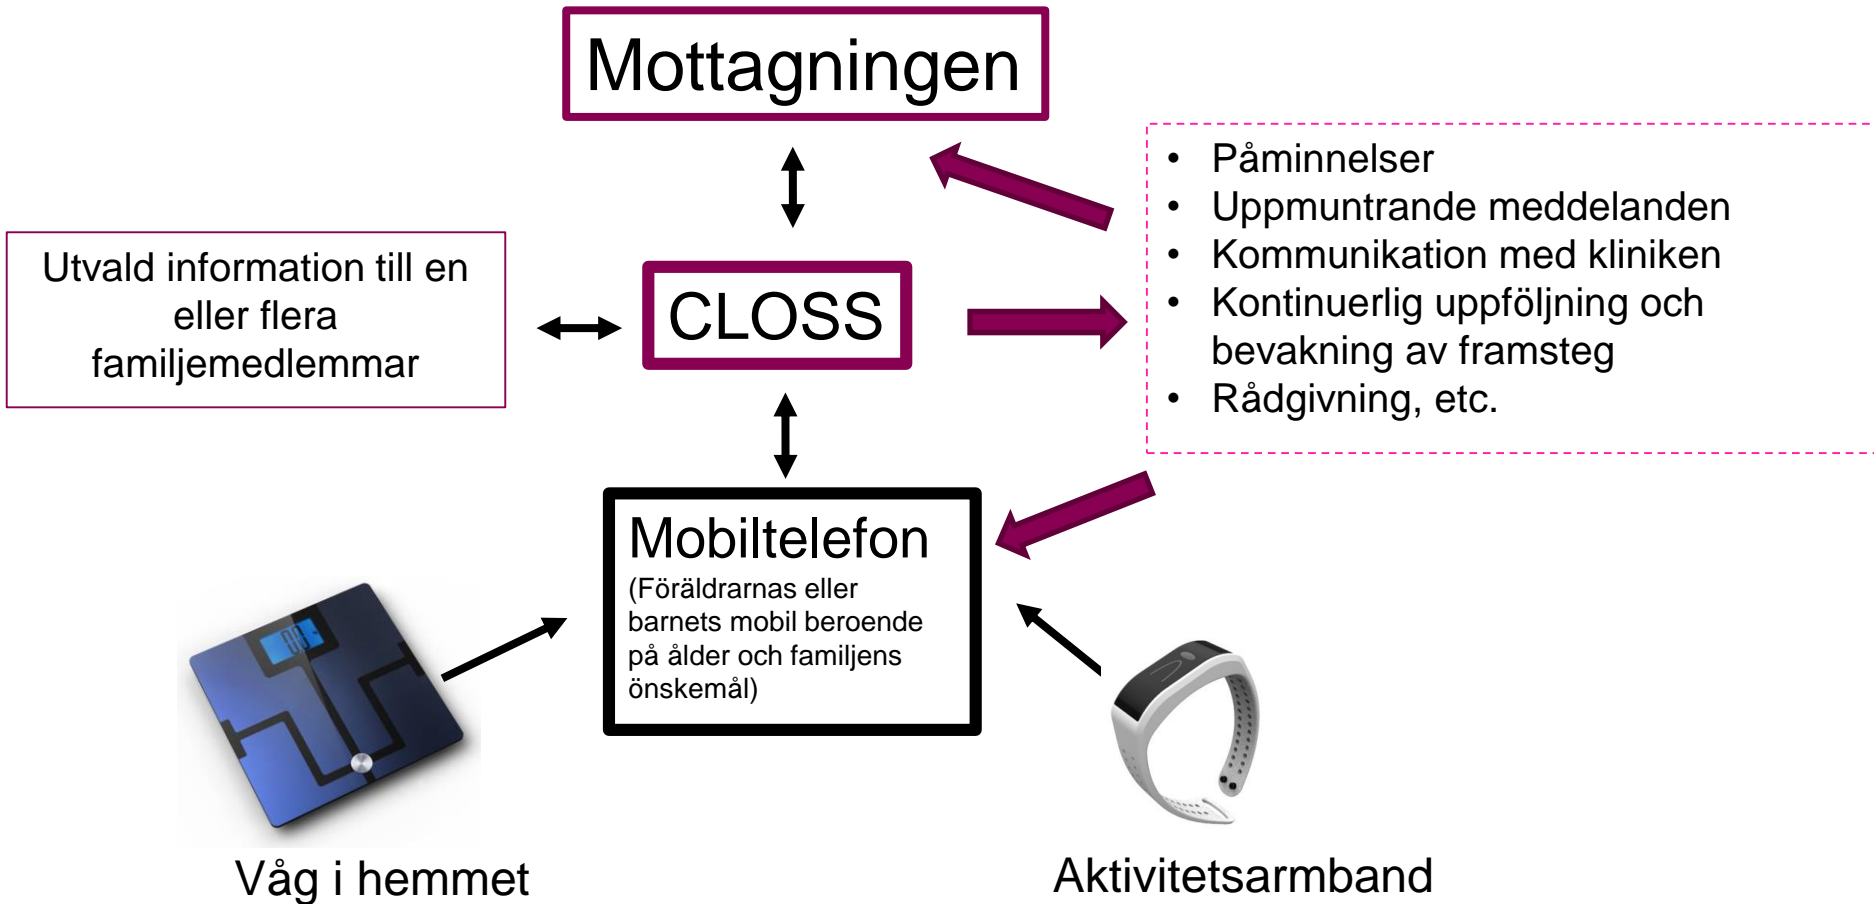 Mottagningen
• Påminnelser
• Uppmuntrande meddelanden
• Kommunikation med kliniken
• Kontinuerlig uppföljning och
bevakning av framsteg
• Rådgivning, etc.
Utvald information till en
eller flera
familjemedlemmar
CLOSS
Mobiltelefon
(Föräldrarnas eller
barnets mobil beroende
på ålder och familjens
önskemål)
Våg i hemmet
Aktivitetsarmband